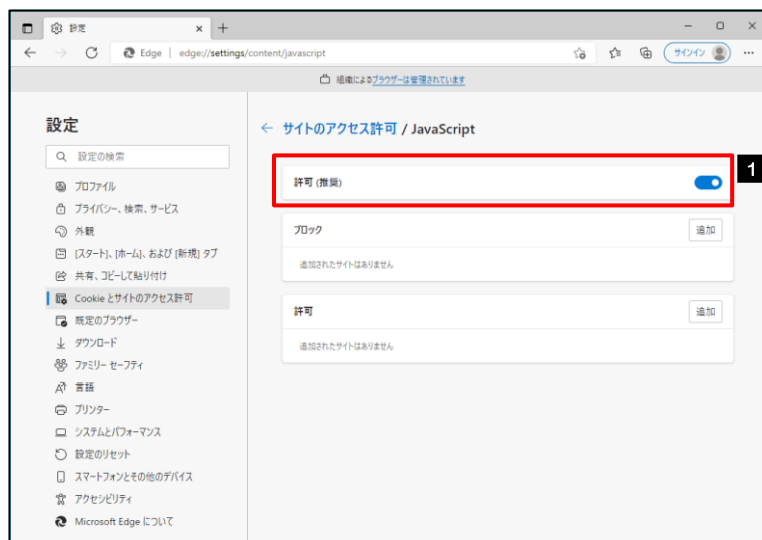 設定
Edge | edge://settings/content/javascript
サインイン
組織によるブラウザーは管理されています
設定
設定の検索
プロファイル
プライバシー、検索、サービス
外観
[スタート]、[ホーム]、および [新規] タブ
共有、コピーして貼り付け
Cookie とサイトのアクセス許可
既定のブラウザー
ダウンロード
ファミリー セーフティ
言語
プリンター
システムとパフォーマンス
設定のリセット
スマートフォンとその他のデバイス
アクセシビリティ
Microsoft Edge について
サイトのアクセス許可 / JavaScript
許可 (推奨)
1
ブロック
追加
追加されたサイトはありません
許可
追加
追加されたサイトはありません